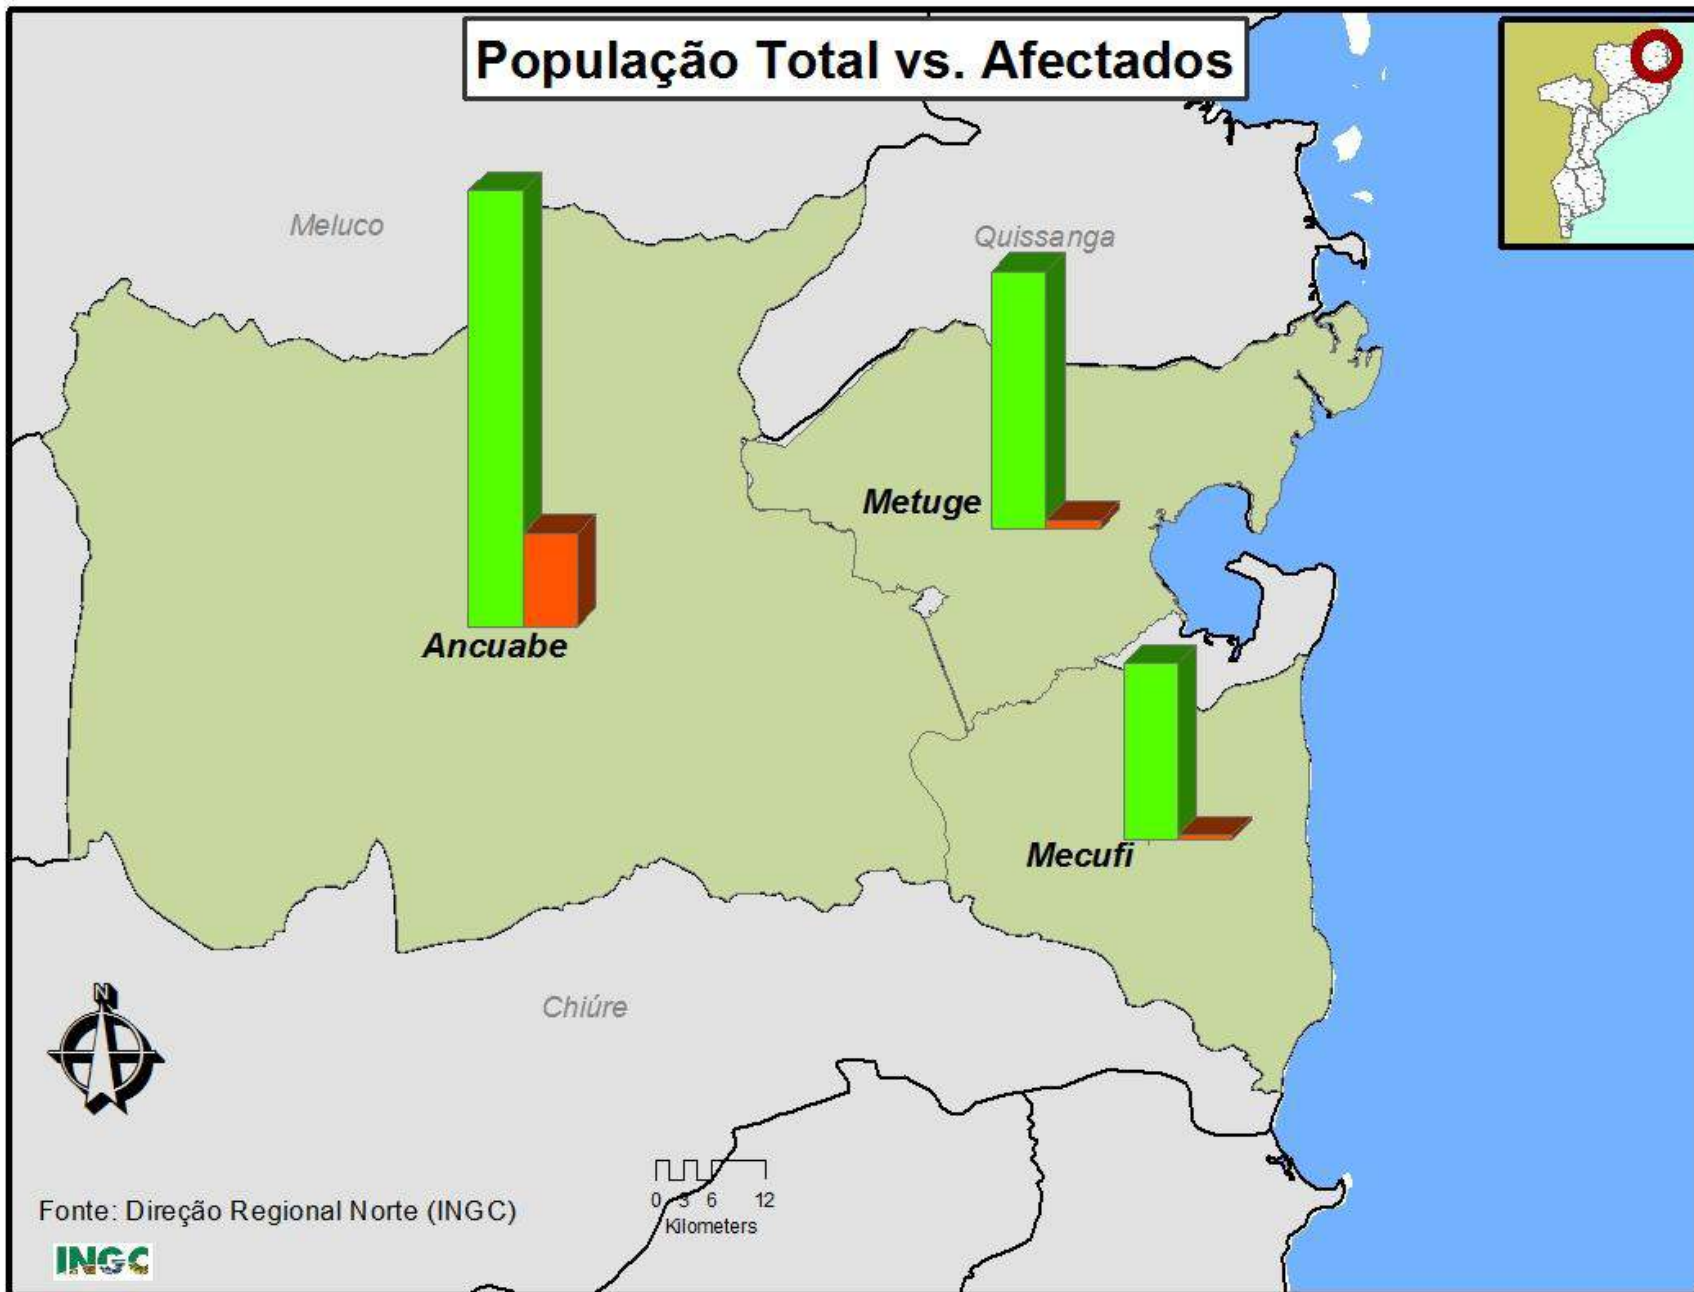 População Total vs. Afectados
Meluco
Quissanga
Metuge
Ancuabe
Mecufi
N
Chiúre
0 3 6 12
Kilometers
Fonte: Direção Regional Norte (INGC)
INGC